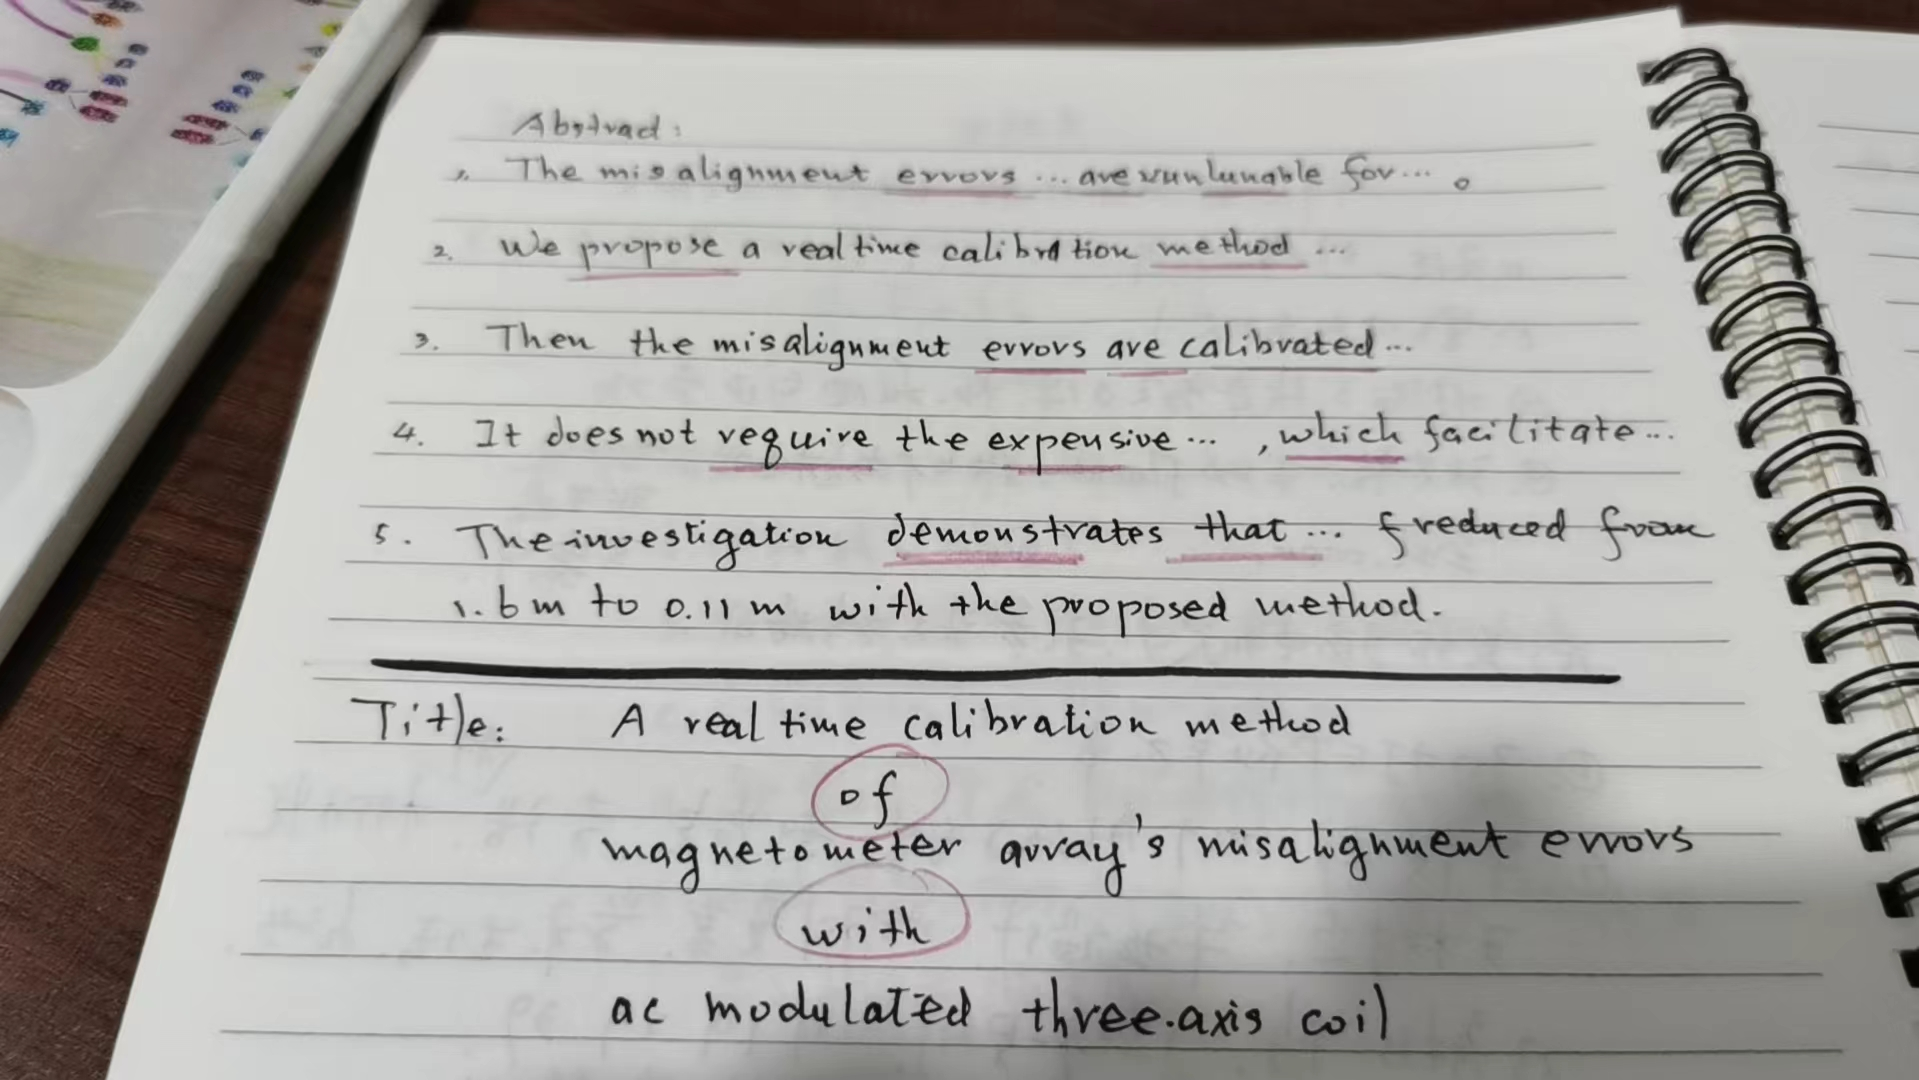 Abstract:
1. The misalignment errors ... are for ... 。
2. We propose a real time calibration method ...
3. Then the misalignment errors are calibrated ...
4. It does not require the expensive ... , which facilitate ...
5. The investigation demonstrates that ... reduced from
1.6m to 0.11m with the proposed method.
Title: A real time calibration method
of
magnetometer array's misalignment errors
with
ac modulated three-axis coil